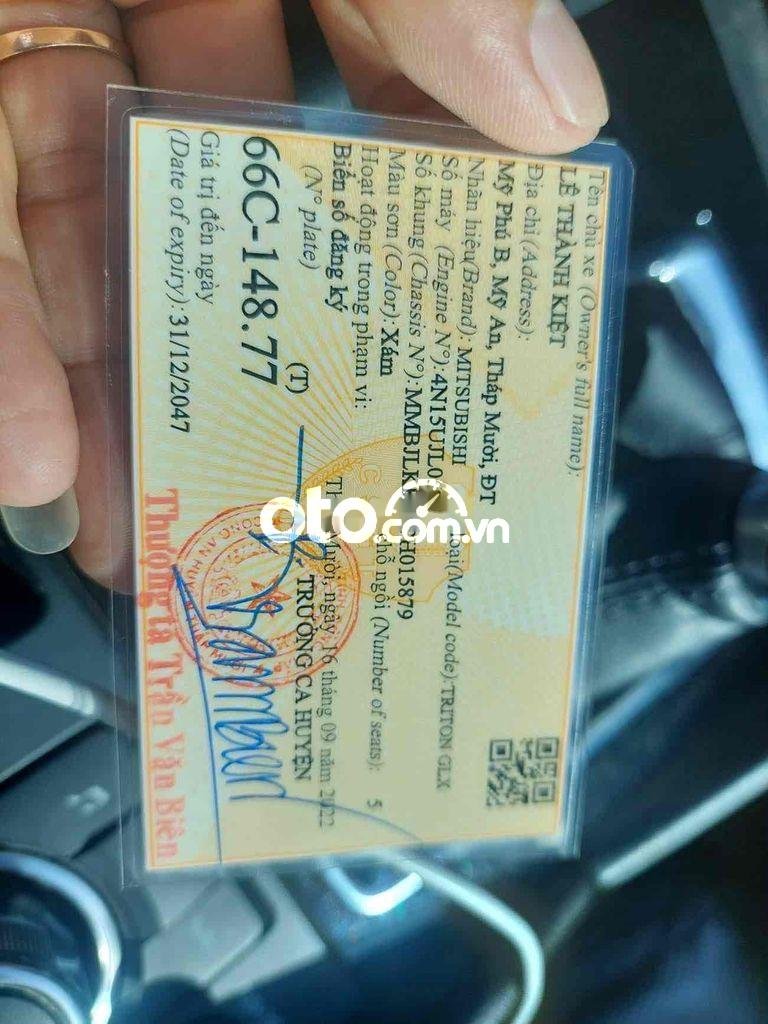 Tên chủ xe (Owner's full name):
LÊ THÀNH KIỆT
Địa chỉ (Address):
Mỹ Phú B, Mỹ An, Tháp Mười, ĐT
Nhãn hiệu(Brand): MITSUBISHI loại(Model code):TRITON GLX
Số máy (Engine N°):4N15UJL0
Số khung(Chassis N°):MMBJLK H015879
Màu sơn (Color): Xám chỗ ngồi (Number of seats): 5
Hoạt động trong phạm vi:
Biển số đăng ký ngày 16 tháng 09 năm 2022
(N° plate) TRƯỞNG CA HUYỆN
66C-148.77 (T)
Giá trị đến ngày
(Date of expiry):31/12/2047
Thượng tá Trần Văn Biên
oto.com.vn